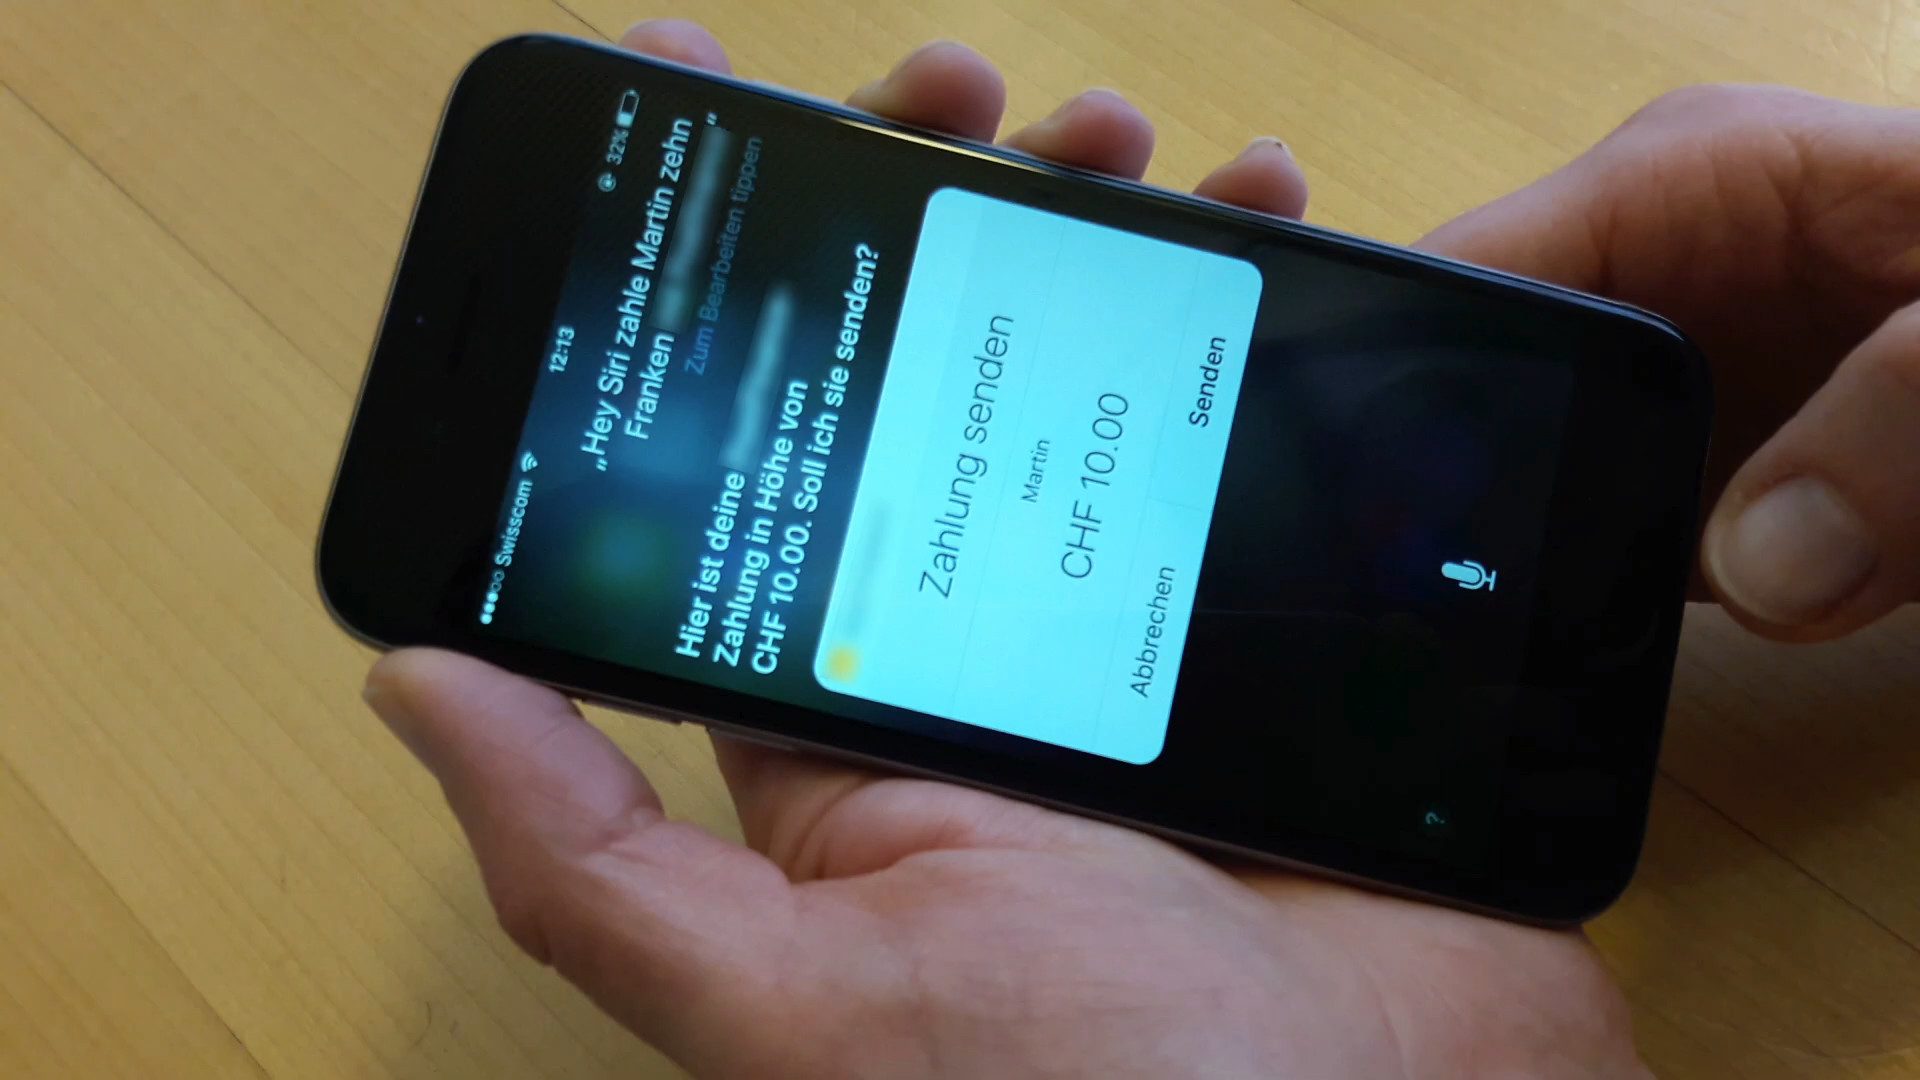 Swisscom
12:13
32%
„Hey Siri zahle Martin zehn
Franken "
Zum Bearbeiten tippen
Hier ist deine
Zahlung in Höhe von
CHF 10.00. Soll ich sie senden?
Zahlung senden
Martin
CHF 10.00
Abbrechen
Senden
?